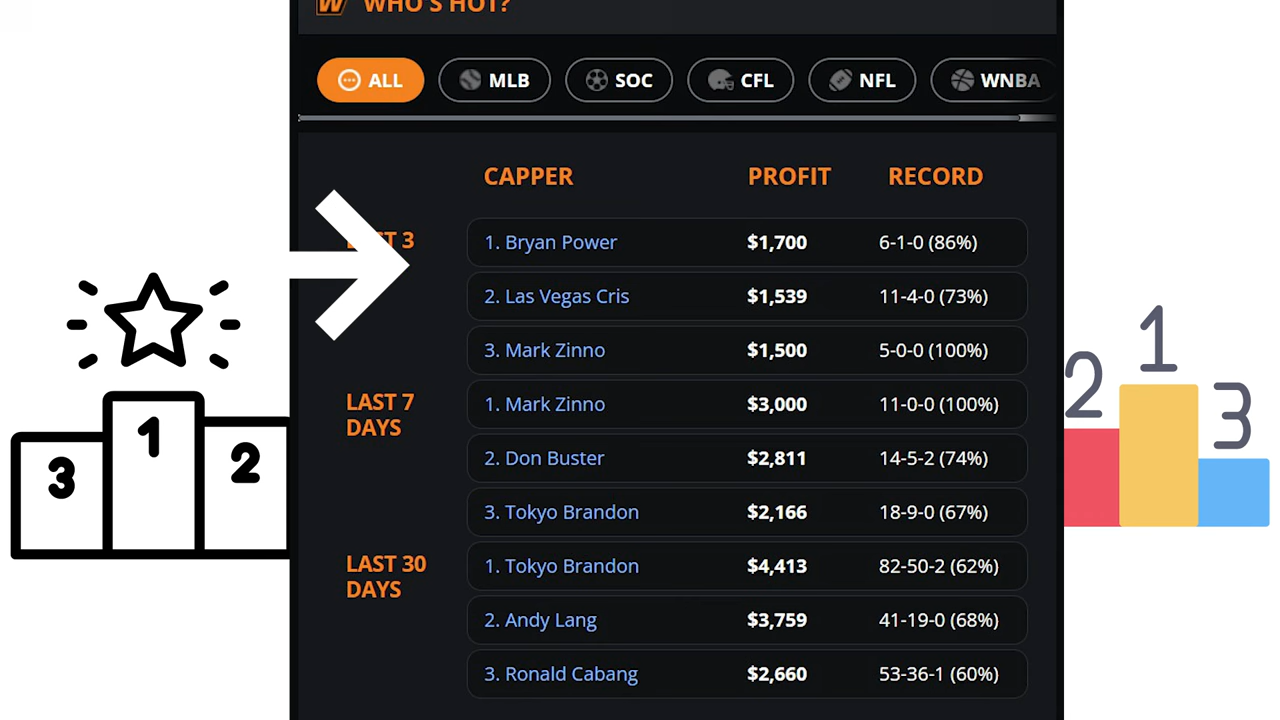 W WHO'S HOT?
ALL MLB SOC CFL NFL WNBA
CAPPER PROFIT RECORD
3
1. Bryan Power $1,700 6-1-0 (86%)
2. Las Vegas Cris $1,539 11-4-0 (73%)
3. Mark Zinno $1,500 5-0-0 (100%)
LAST 7
DAYS
1. Mark Zinno $3,000 11-0-0 (100%)
2. Don Buster $2,811 14-5-2 (74%)
3. Tokyo Brandon $2,166 18-9-0 (67%)
LAST 30
DAYS
1. Tokyo Brandon $4,413 82-50-2 (62%)
2. Andy Lang $3,759 41-19-0 (68%)
3. Ronald Cabang $2,660 53-36-1 (60%)
3 1 2
2 1 3